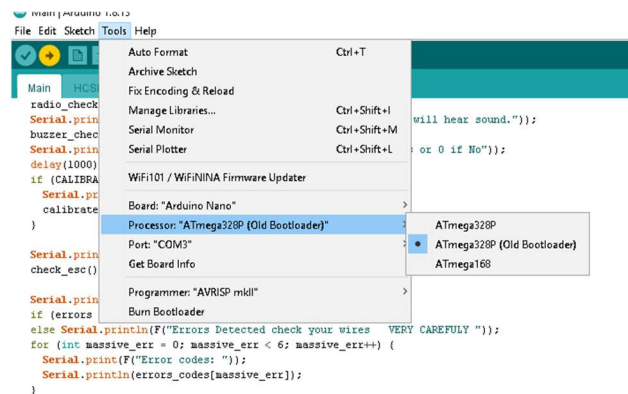 Main | Arduino 1.8.13
File Edit Sketch Tools Help
Main HCS
Auto Format Ctrl+T
Archive Sketch
Fix Encoding & Reload
Manage Libraries... Ctrl+Shift+I
Serial Monitor Ctrl+Shift+M
Serial Plotter Ctrl+Shift+L
WiFi101 / WiFiNINA Firmware Updater
Board: "Arduino Nano"
Processor: "ATmega328P (Old Bootloader)"
Port: "COM3"
Get Board Info
Programmer: "AVRISP mkII"
Burn Bootloader
ATmega328P
ATmega328P (Old Bootloader)
ATmega168
radio_check
Serial.prin will hear sound."));
buzzer_chec
Serial.prin or 0 if No"));
delay(1000)
if (CALIBRA
Serial.pr
calibrate
}
Serial.prin
check_esc()
Serial.prin
if (errors
else Serial.println(F("Errors Detected check your wires VERY CAREFULY "));
for (int massive_err = 0; massive_err < 6; massive_err++) {
Serial.print(F("Error codes: "));
Serial.println(errors_codes[massive_err]);
}